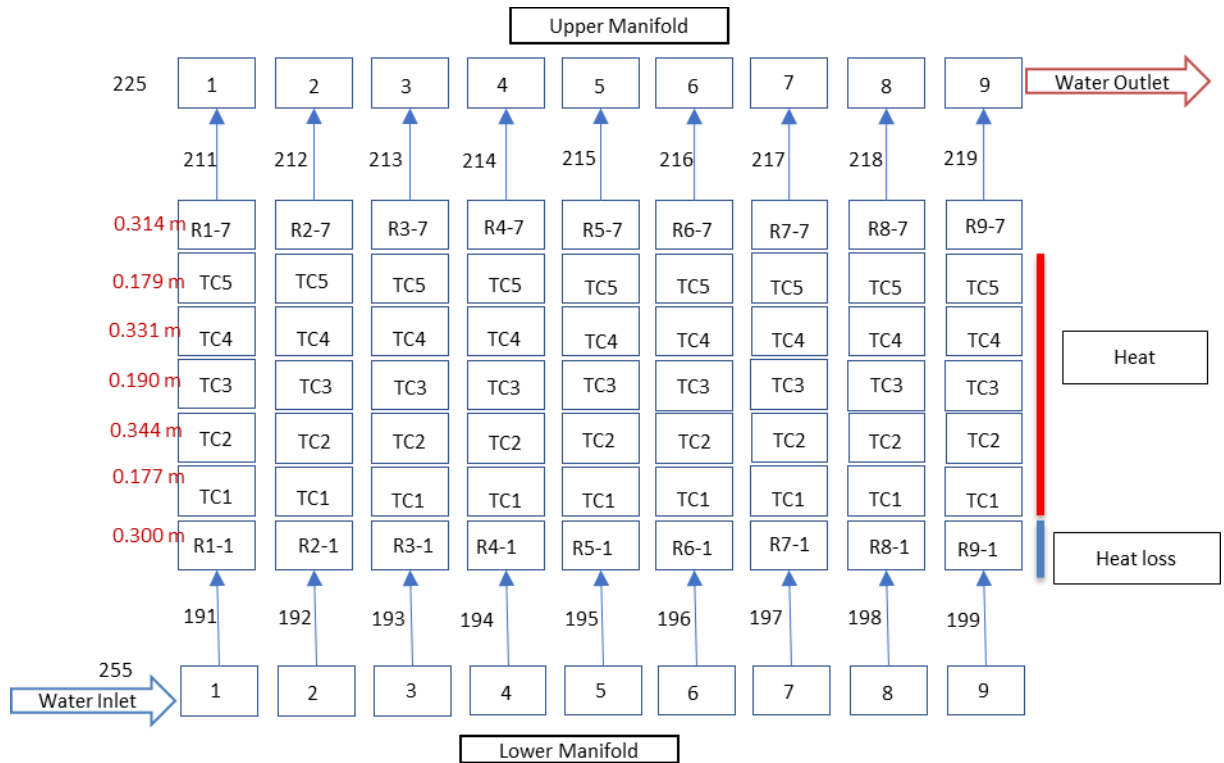 Upper Manifold
225 1 2 3 4 5 6 7 8 9 Water Outlet
211 212 213 214 215 216 217 218 219
0.314 m R1-7 R2-7 R3-7 R4-7 R5-7 R6-7 R7-7 R8-7 R9-7
0.179 m TC5 TC5 TC5 TC5 TC5 TC5 TC5 TC5 TC5
0.331 m TC4 TC4 TC4 TC4 TC4 TC4 TC4 TC4 TC4
Heat
0.190 m TC3 TC3 TC3 TC3 TC3 TC3 TC3 TC3 TC3
0.344 m TC2 TC2 TC2 TC2 TC2 TC2 TC2 TC2 TC2
0.177 m TC1 TC1 TC1 TC1 TC1 TC1 TC1 TC1 TC1
0.300 m R1-1 R2-1 R3-1 R4-1 R5-1 R6-1 R7-1 R8-1 R9-1
Heat loss
191 192 193 194 195 196 197 198 199
255
Water Inlet 1 2 3 4 5 6 7 8 9
Lower Manifold